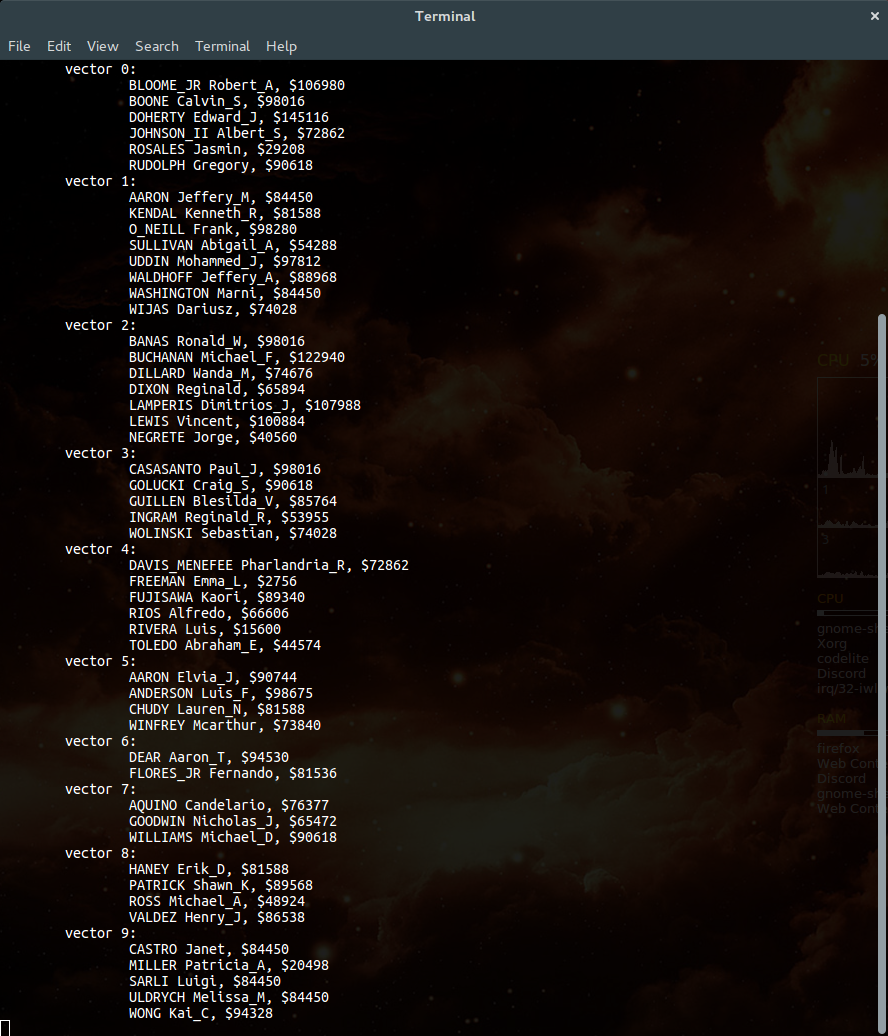 Terminal
×
File Edit View Search Terminal Help
vector 0:
BLOOME_JR Robert_A, $106980
BOONE Calvin_S, $98016
DOHERTY Edward_J, $145116
JOHNSON_II Albert_S, $72862
ROSALES Jasmin, $29208
RUDOLPH Gregory, $90618
vector 1:
AARON Jeffery_M, $84450
KENDAL Kenneth_R, $81588
O_NEILL Frank, $98280
SULLIVAN Abigail_A, $54288
UDDIN Mohammed_J, $97812
WALDHOFF Jeffery_A, $88968
WASHINGTON Marni, $84450
WIJAS Dariusz, $74028
vector 2:
BANAS Ronald_W, $98016
BUCHANAN Michael_F, $122940
DILLARD Wanda_M, $74676
DIXON Reginald, $65894
LAMPERIS Dimitrios_J, $107988
LEWIS Vincent, $100884
NEGRETE Jorge, $40560
vector 3:
CASASANTO Paul_J, $98016
GOLUCKI Craig_S, $90618
GUILLEN Blesilda_V, $85764
INGRAM Reginald_R, $53955
WOLINSKI Sebastian, $74028
vector 4:
DAVIS_MENEFEE Pharlandria_R, $72862
FREEMAN Emma_L, $2756
FUJISAWA Kaori, $89340
RIOS Alfredo, $66606
RIVERA Luis, $15600
TOLEDO Abraham_E, $44574
vector 5:
AARON Elvia_J, $90744
ANDERSON Luis_F, $98675
CHUDY Lauren_N, $81588
WINFREY Mcarthur, $73840
vector 6:
DEAR Aaron_T, $94530
FLORES_JR Fernando, $81536
vector 7:
AQUINO Candelario, $76377
GOODWIN Nicholas_J, $65472
WILLIAMS Michael_D, $90618
vector 8:
HANEY Erik_D, $81588
PATRICK Shawn_K, $89568
ROSS Michael_A, $48924
VALDEZ Henry_J, $86538
vector 9:
CASTRO Janet, $84450
MILLER Patricia_A, $20498
SARLI Luigi, $84450
ULDRYCH Melissa_M, $84450
WONG Kai_C, $94328
CPU 5%
1
3
CPU
gnome-sh
Xorg
codelite
Discord
irq/32-iwl
RAM
firefox
Web Cont
Discord
gnome-sh
Web Cont